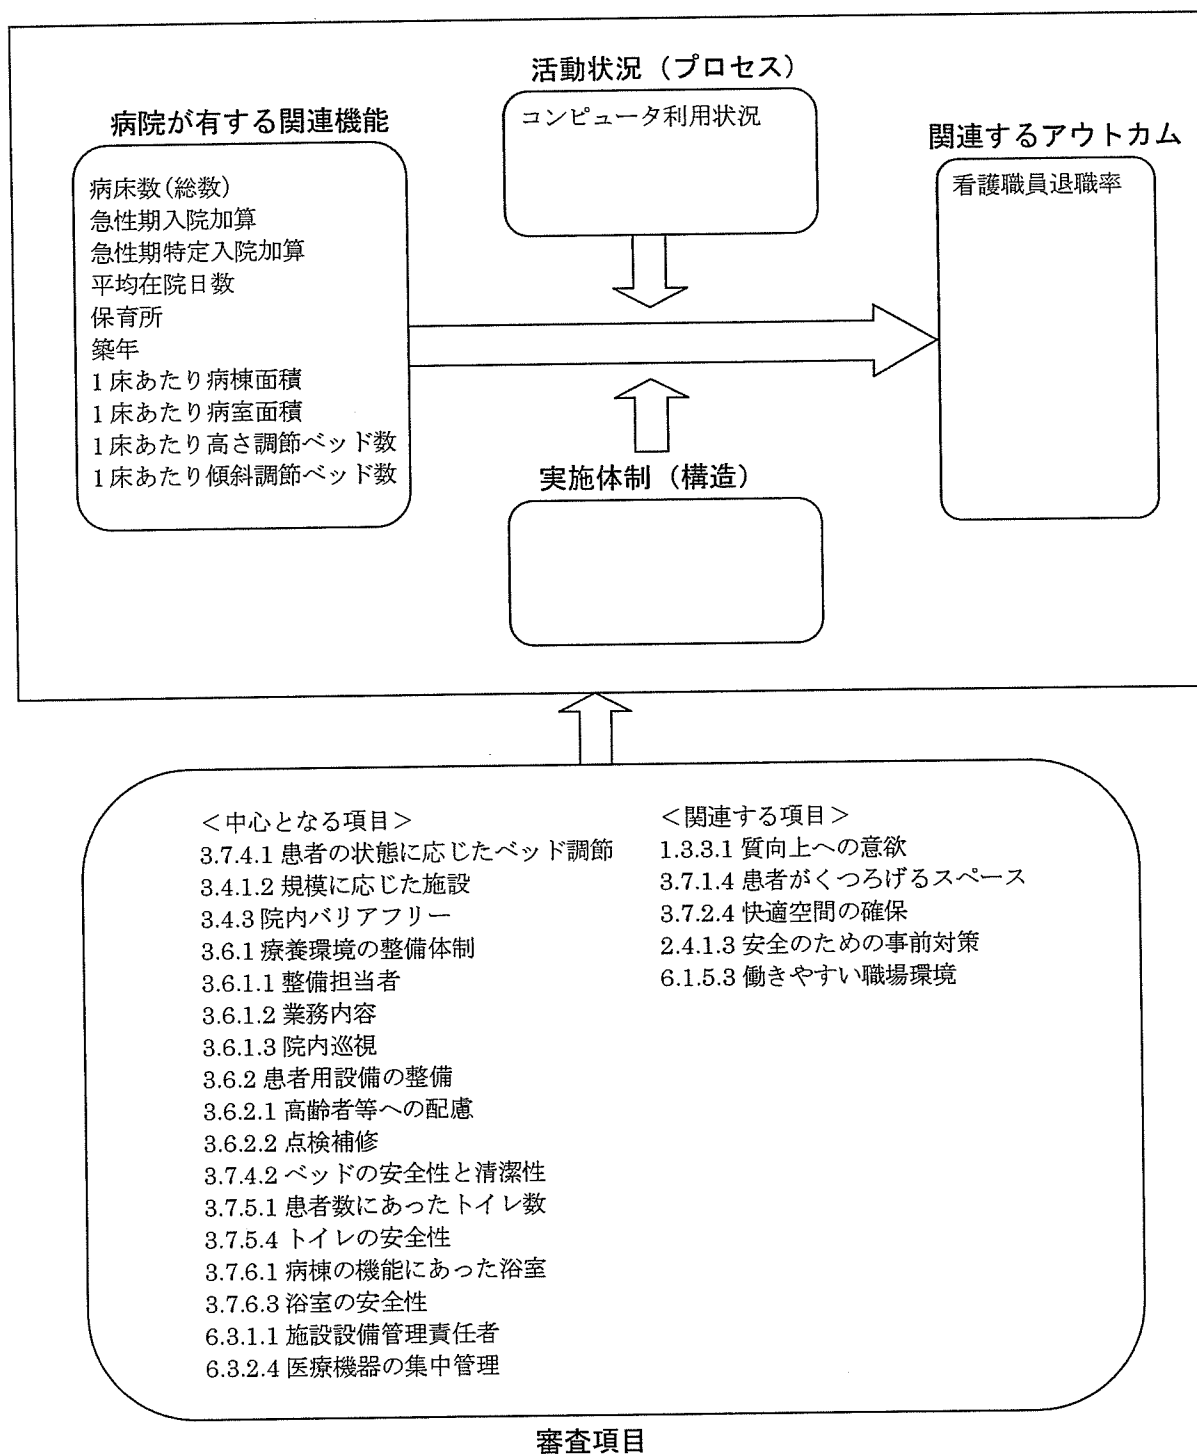 活動状況（プロセス）
コンピュータ利用状況
病院が有する関連機能
病床数(総数)
急性期入院加算
急性期特定入院加算
平均在院日数
保育所
築年
1床あたり病棟面積
1床あたり病室面積
1床あたり高さ調節ベッド数
1床あたり傾斜調節ベッド数
関連するアウトカム
看護職員退職率
実施体制（構造）
＜中心となる項目＞
3.7.4.1 患者の状態に応じたベッド調節
3.4.1.2 規模に応じた施設
3.4.3 院内バリアフリー
3.6.1 療養環境の整備体制
3.6.1.1 整備担当者
3.6.1.2 業務内容
3.6.1.3 院内巡視
3.6.2 患者用設備の整備
3.6.2.1 高齢者等への配慮
3.6.2.2 点検補修
3.7.4.2 ベッドの安全性と清潔性
3.7.5.1 患者数にあったトイレ数
3.7.5.4 トイレの安全性
3.7.6.1 病棟の機能にあった浴室
3.7.6.3 浴室の安全性
6.3.1.1 施設設備管理責任者
6.3.2.4 医療機器の集中管理
＜関連する項目＞
1.3.3.1 質向上への意欲
3.7.1.4 患者がくつろげるスペース
3.7.2.4 快適空間の確保
2.4.1.3 安全のための事前対策
6.1.5.3 働きやすい職場環境
審査項目